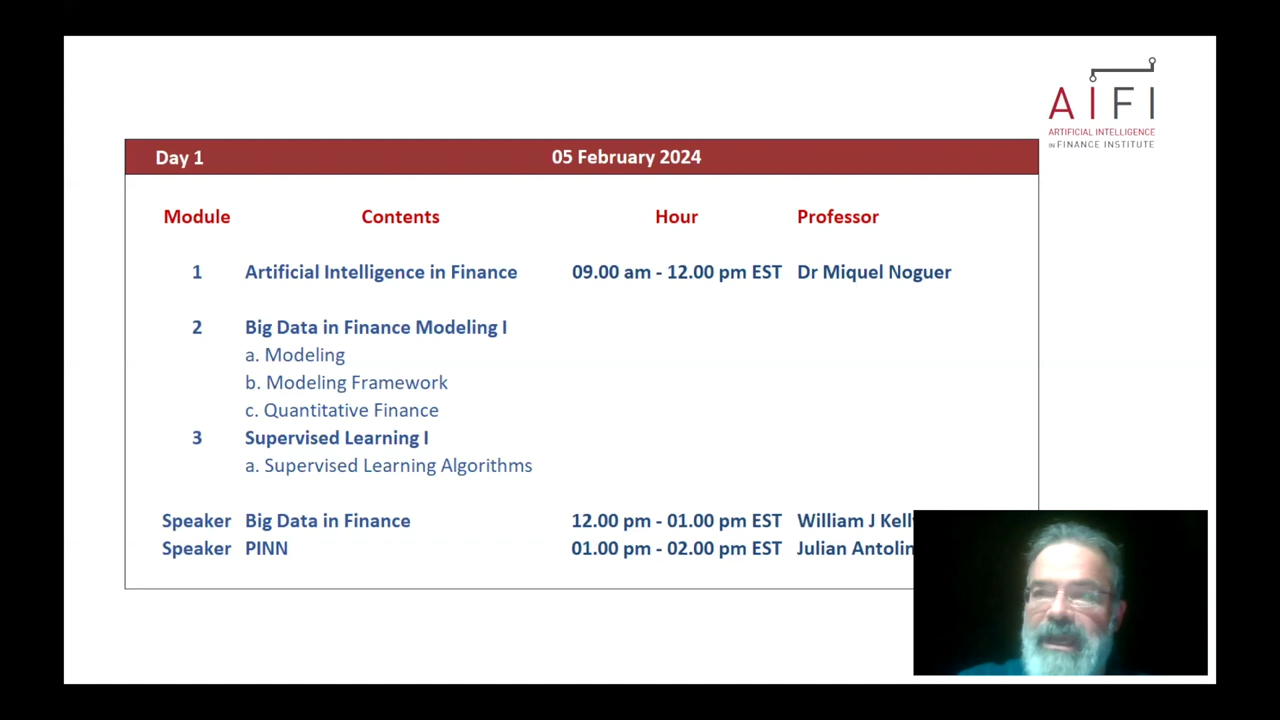 AIFI
ARTIFICIAL INTELLIGENCE
IN FINANCE INSTITUTE
Day 1 05 February 2024
Module Contents Hour Professor
1 Artificial Intelligence in Finance 09.00 am - 12.00 pm EST Dr Miquel Noguer
2 Big Data in Finance Modeling I
a. Modeling
b. Modeling Framework
c. Quantitative Finance
3 Supervised Learning I
a. Supervised Learning Algorithms
Speaker Big Data in Finance 12.00 pm - 01.00 pm EST William J
Speaker PINN 01.00 pm - 02.00 pm EST Julian Antolin